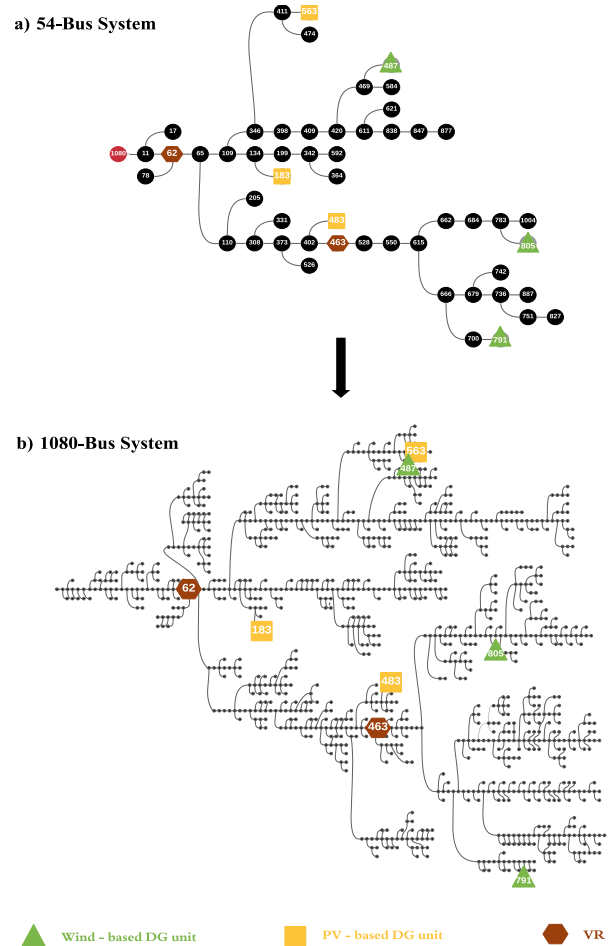 a) 54-Bus System
411 563
474
487
469 584
621
17 346 398 409 420 611 838 847 877
1080 11 62 65 109 134 199 342 592
78 183 364
205
331 483
110 308 373 402 463 528 550 615
526
662 684 783 1004
805
742
666 679 736 887
751 827
700 791
b) 1080-Bus System
563
487
62
183
805
483
463
791
Wind - based DG unit PV - based DG unit VR